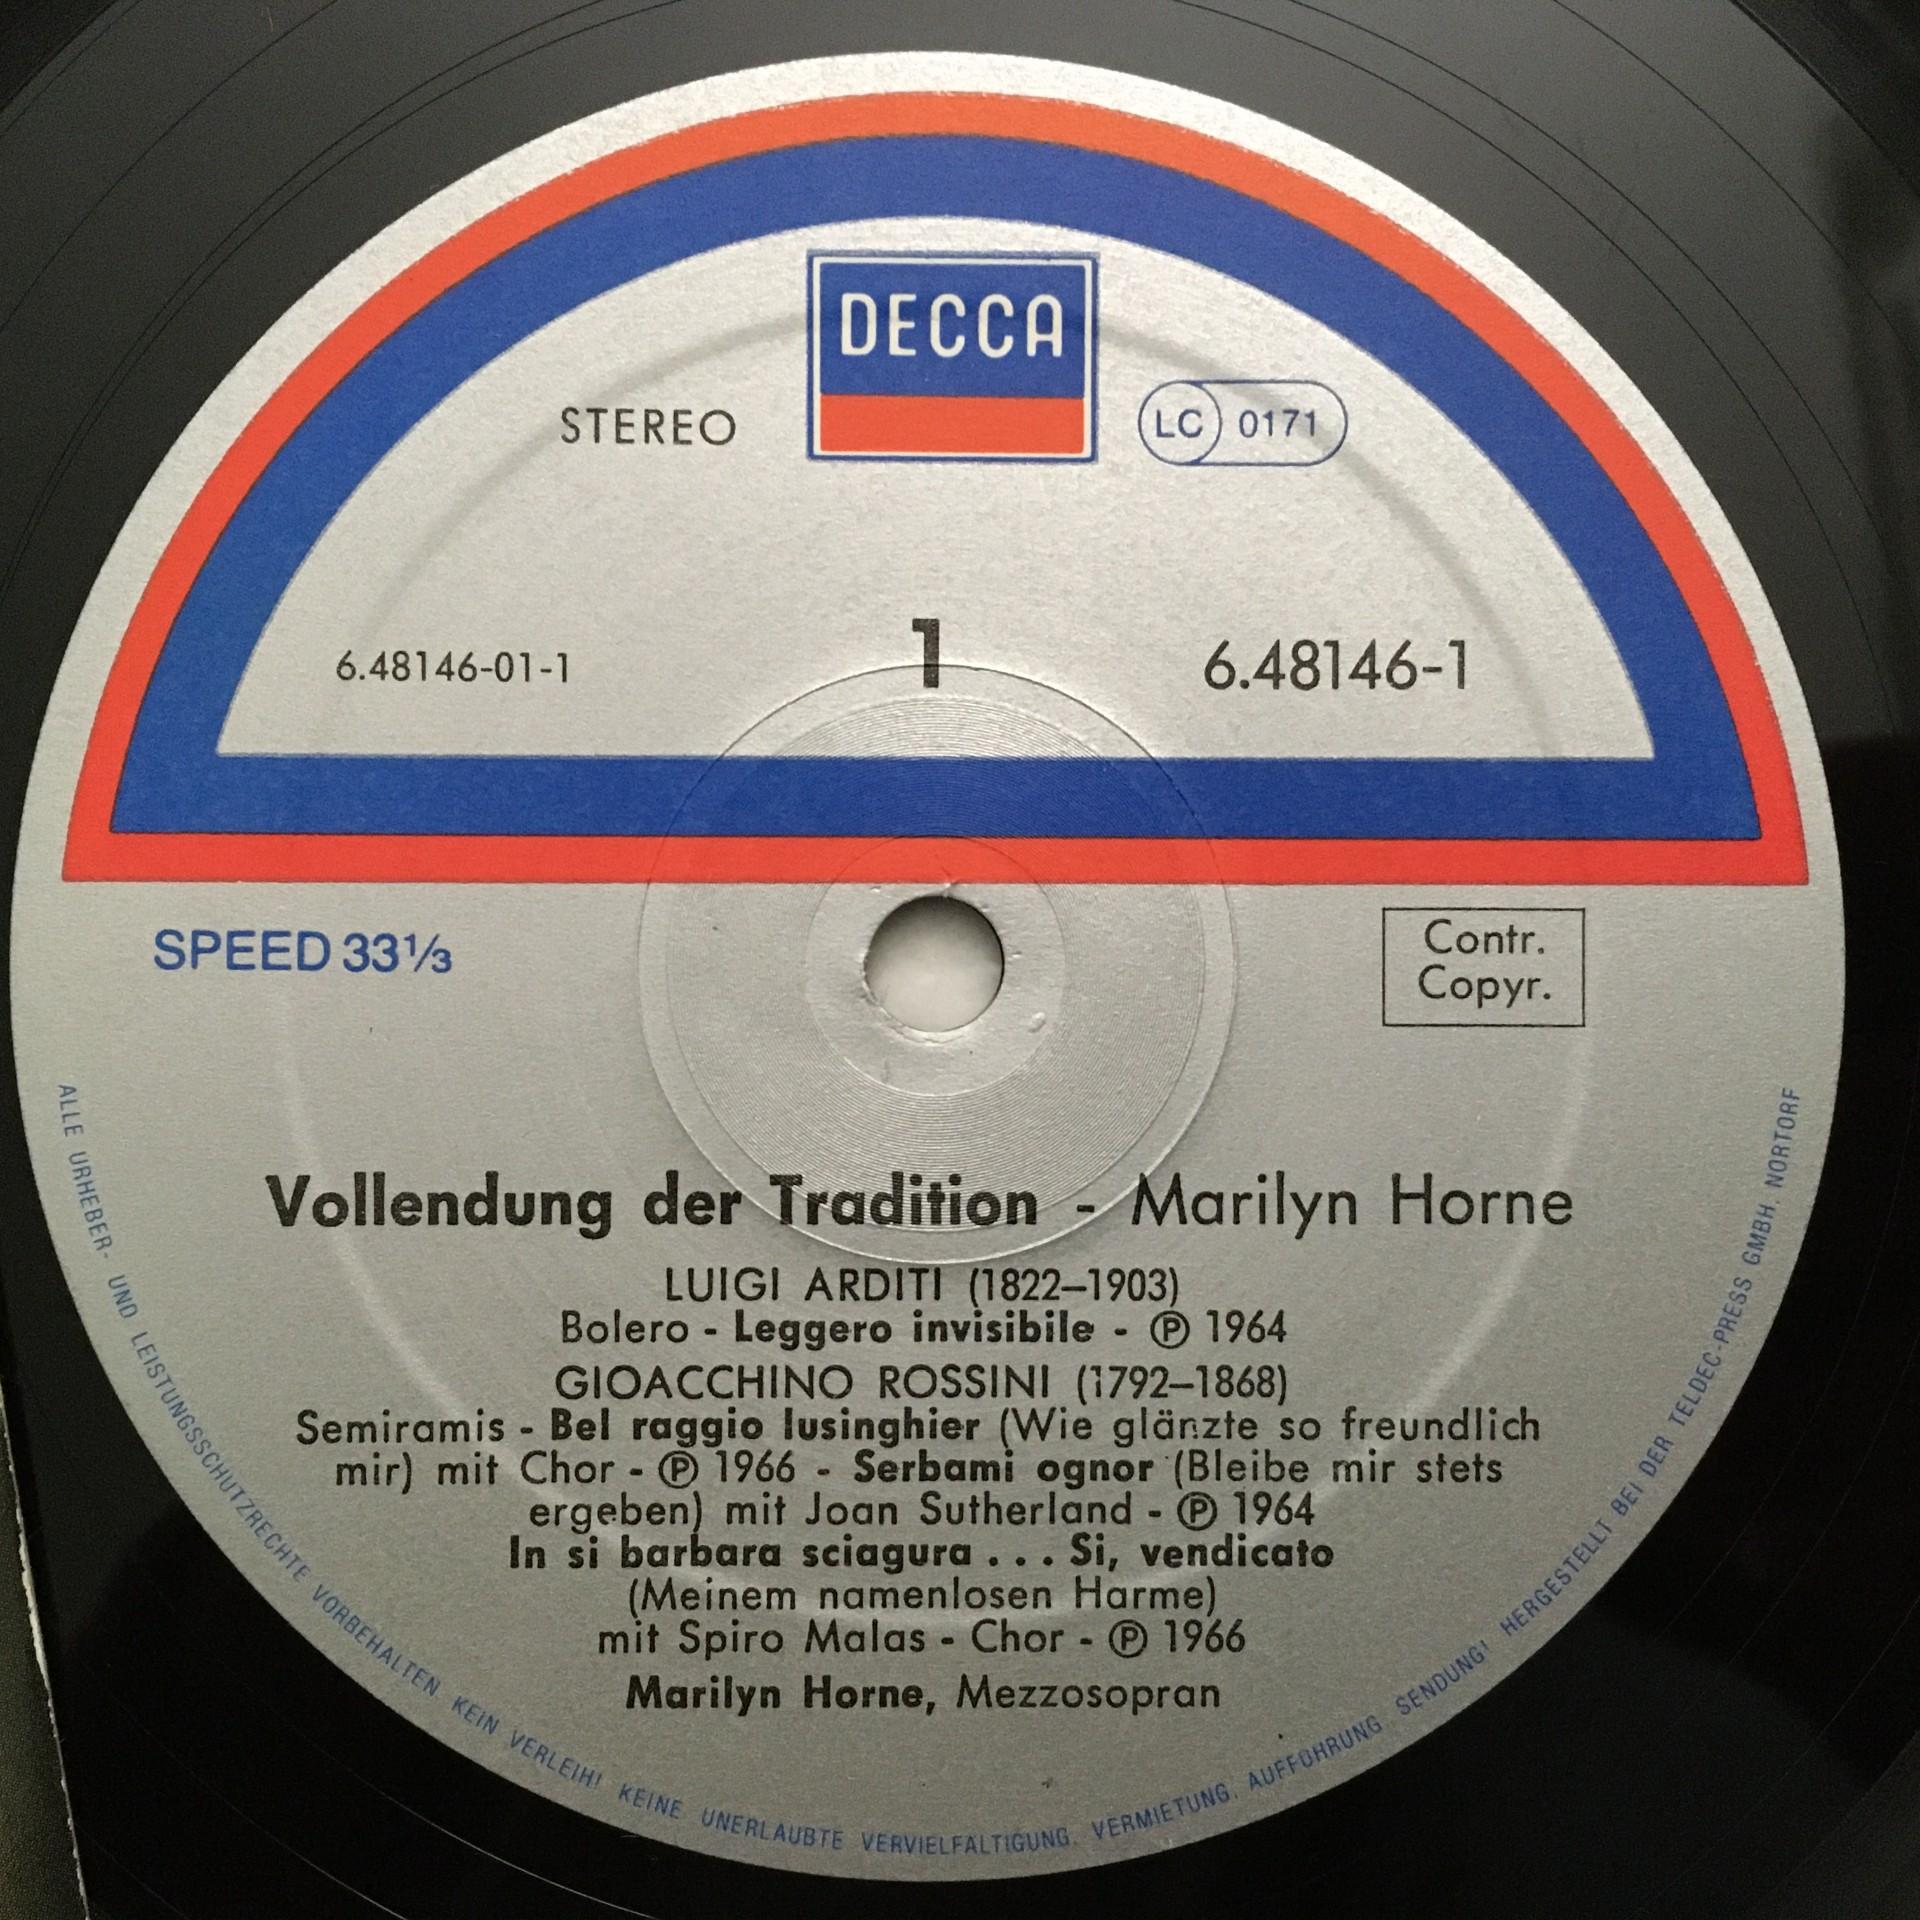 DECCA
STEREO
LC 0171
6.48146-01-1
1
6.48146-1
SPEED 33⅓
Contr.
Copyr.
Vollendung der Tradition - Marilyn Horne
LUIGI ARDITI (1822–1903)
Bolero - Leggero invisibile - ℗ 1964
GIOACCHINO ROSSINI (1792–1868)
Semiramis - Bel raggio lusinghier (Wie glänzte so freundlich
mir) mit Chor - ℗ 1966 - Serbami ognor (Bleibe mir stets
ergeben) mit Joan Sutherland - ℗ 1964
In si barbara sciagura . . . Si, vendicato
(Meinem namenlosen Harme)
mit Spiro Malas - Chor - ℗ 1966
Marilyn Horne, Mezzosopran
ALLE URHEBER- UND LEISTUNGSSCHUTZRECHTE VORBEHALTEN KEIN VERLEIH! KEINE UNERLAUBTE VERVIELFÄLTIGUNG, VERMIETUNG, AUFFÜHRUNG SENDUNG! HERGESTELLT BEI DER TELDEC-PRESS GMBH. NORTORF